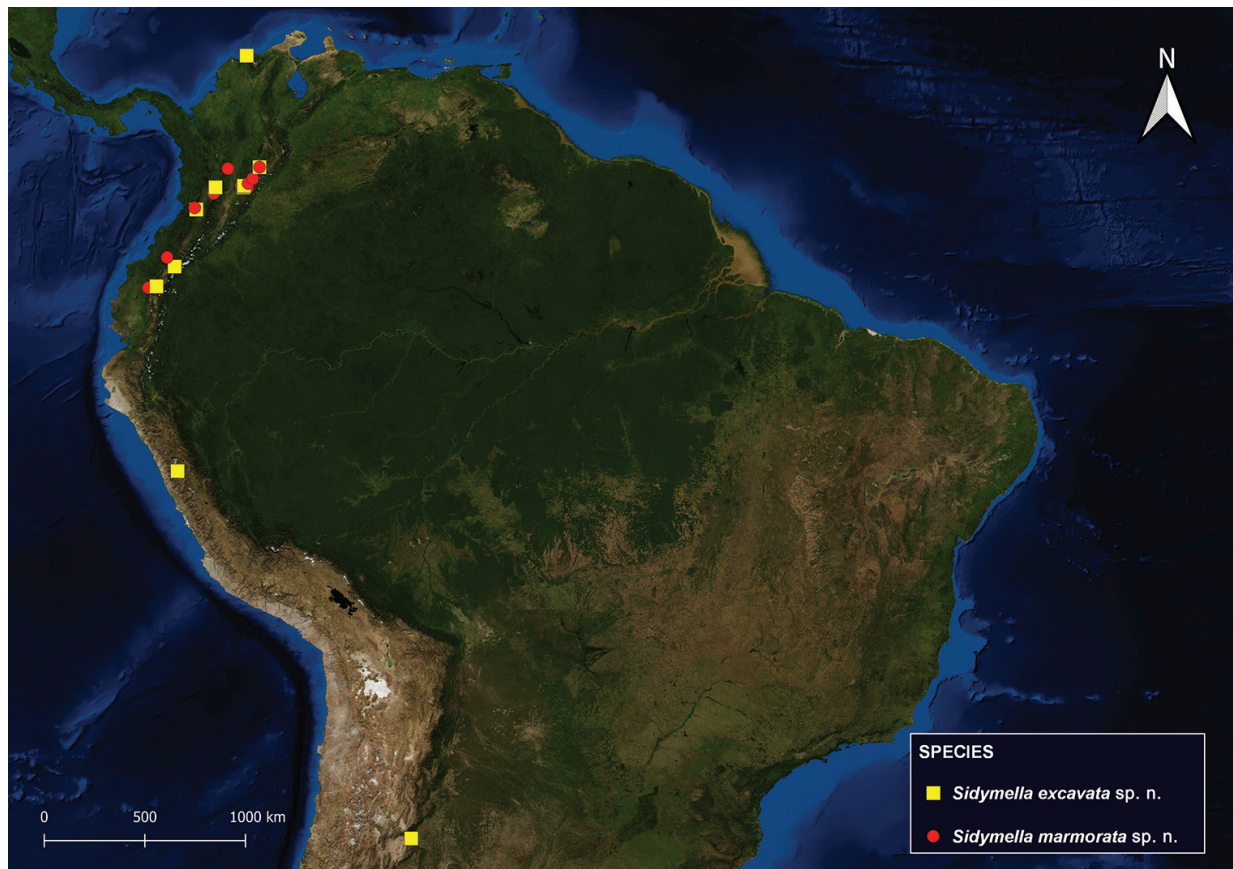 N
SPECIES
Sidymella excavata sp. n.
Sidymella marmorata sp. n.
0 500 1000 km